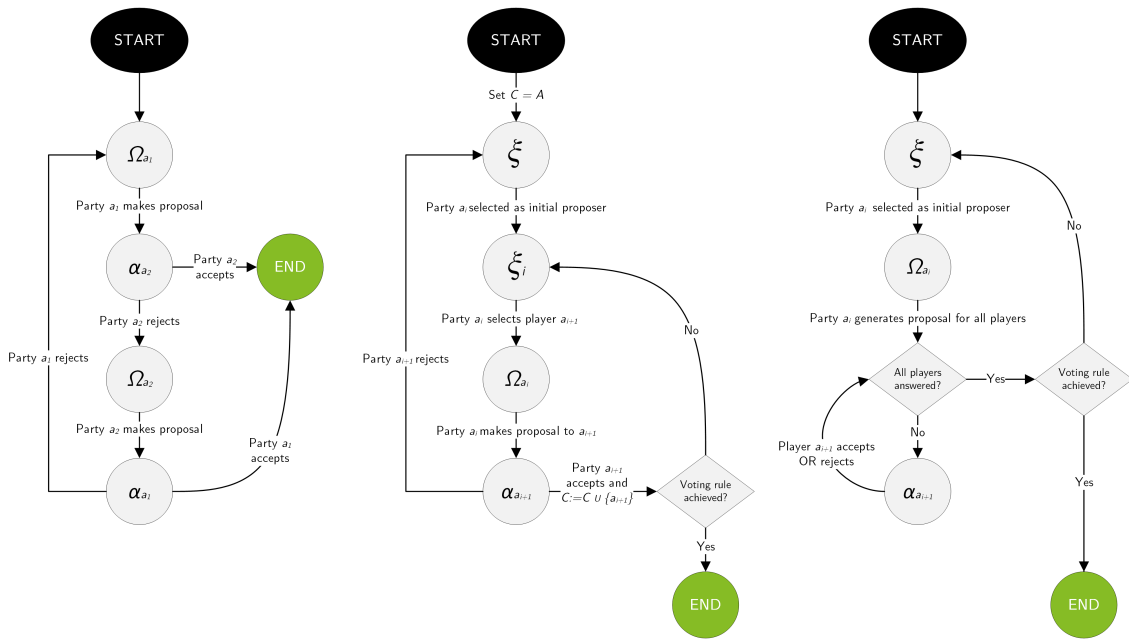 START
Ωa1
Party a1 makes proposal
αa2
Party a2
accepts
END
Party a2 rejects
Party a1 rejects
Ωa2
Party a2 makes proposal
Party a1
accepts
αa1
START
Set C = A
ξ
Party ai selected as initial proposer
ξi
Party ai selects player ai+1
No
Party ai+1 rejects
Ωai
Party ai makes proposal to ai+1
αai+1
Party ai+1
accepts and
C:=C ∪ {ai+1}
Voting rule
achieved?
Yes
END
START
ξ
Party ai selected as initial proposer
No
Ωai
Party ai generates proposal for all players
All players
answered?
Yes
Voting rule
achieved?
No
Player ai+1 accepts
OR rejects
αai+1
Yes
END